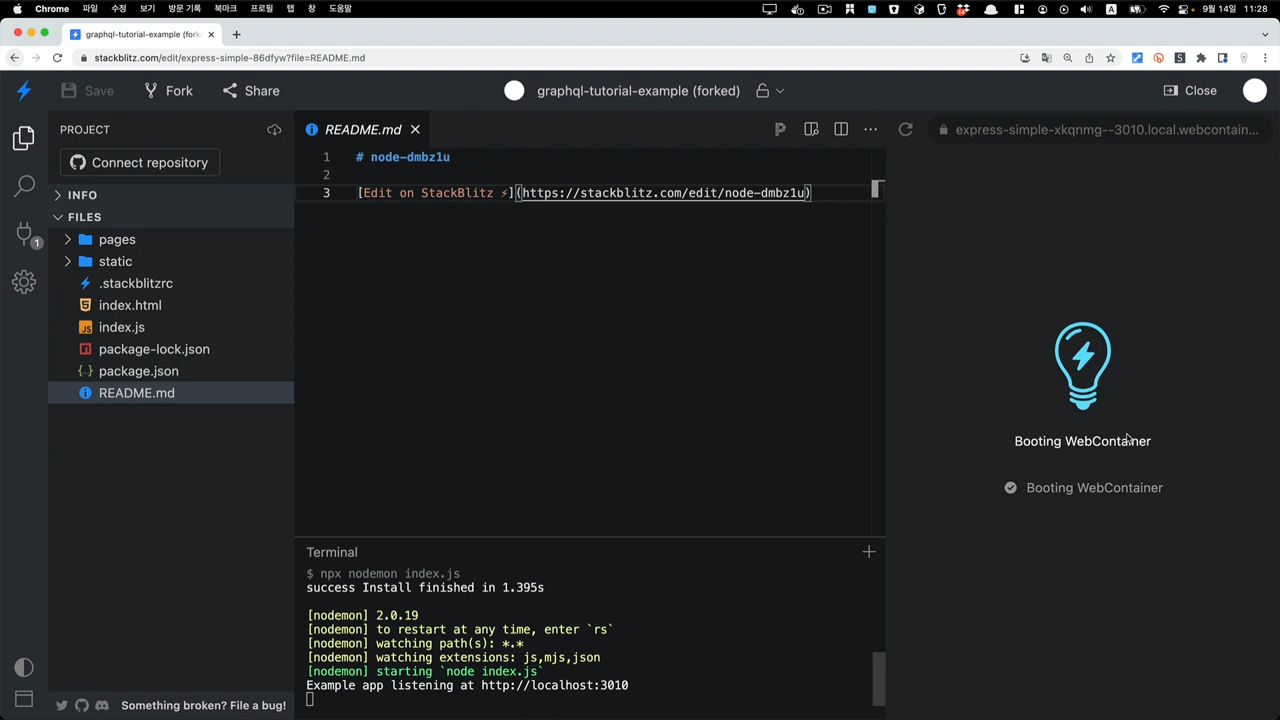 Chrome 파일 수정 보기 방문 기록 북마크 프로필 탭 창 도움말 9월 14일 11:28
graphql-tutorial-example (fork
stackblitz.com/edit/express-simple-86dfyw?file=README.md
Save Fork Share graphql-tutorial-example (forked) Close
PROJECT
Connect repository
INFO
FILES
pages
static
.stackblitzrc
index.html
index.js
package-lock.json
package.json
README.md
1
Something broken? File a bug!
README.md
1 # node-dmbz1u
2
3 [Edit on StackBlitz ⚡](https://stackblitz.com/edit/node-dmbz1u)
Terminal
$ npx nodemon index.js
success Install finished in 1.395s
[nodemon] 2.0.19
[nodemon] to restart at any time, enter `rs`
[nodemon] watching path(s): *.*
[nodemon] watching extensions: js,mjs,json
[nodemon] starting `node index.js`
Example app listening at http://localhost:3010
express-simple-xkqnmg--3010.local.webcontain...
Booting WebContainer
Booting WebContainer